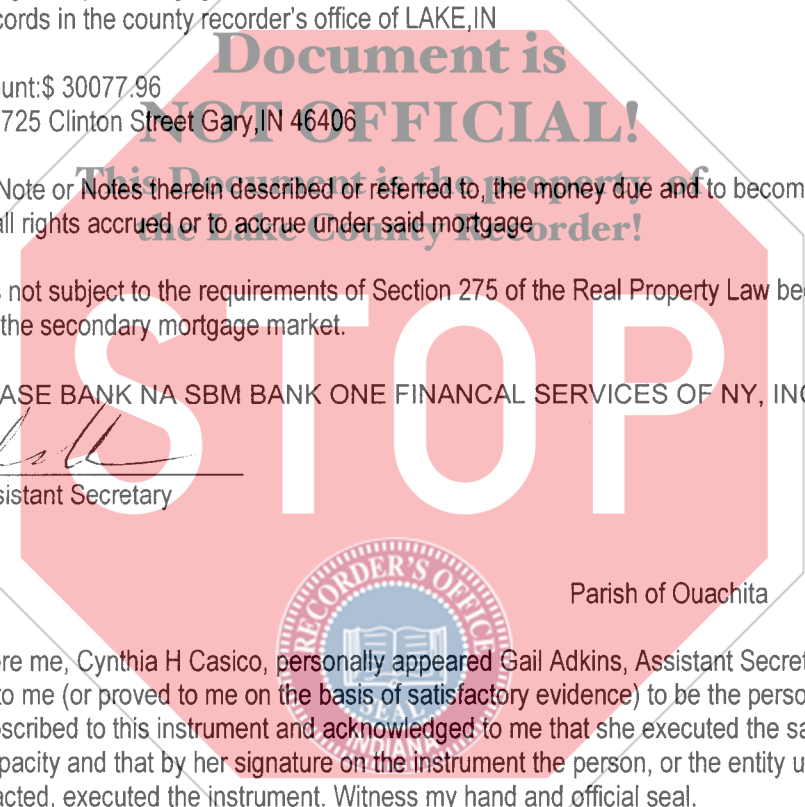 cords in the county recorder's office of LAKE,IN
Document is
unt:$ 30077.96
NOT OFFICIAL!
725 Clinton Street Gary,IN 46406
This Document is the property of
Note or Notes therein described or referred to, the money due and to becom
the Lake County Recorder!
all rights accrued or to accrue under said mortgage
s not subject to the requirements of Section 275 of the Real Property Law be
the secondary mortgage market.
STOP
ASE BANK NA SBM BANK ONE FINANCAL SERVICES OF NY, INC
sistant Secretary
RECORDER'S OFFICE
Parish of Ouachita
re me, Cynthia H Casico, personally appeared Gail Adkins, Assistant Secret
to me (or proved to me on the basis of satisfactory evidence) to be the perso
scribed to this instrument and acknowledged to me that she executed the sa
INDIANA
pacity and that by her signature on the instrument the person, or the entity u
acted, executed the instrument. Witness my hand and official seal.